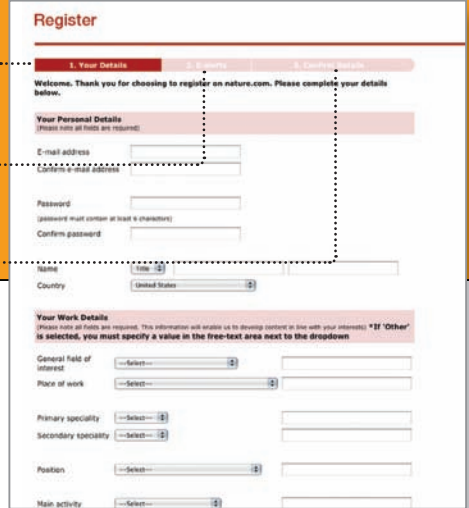 Register
1. Your Details 2. E-alerts 3. Confirm Details
Welcome. Thank you for choosing to register on nature.com. Please complete your details
below.
Your Personal Details
(Please note all fields are required)
E-mail address
Confirm e-mail address
Password
(password must contain at least 6 characters)
Confirm password
Name Title
Country United States
Your Work Details
(Please note all fields are required. This information will enable us to develop content in line with your interests) *If 'Other'
is selected, you must specify a value in the free-text area next to the dropdown
General field of
interest ---Select---
Place of work ---Select---
Primary speciality ---Select---
Secondary speciality ---Select---
Position ---Select---
Main activity ---Select---